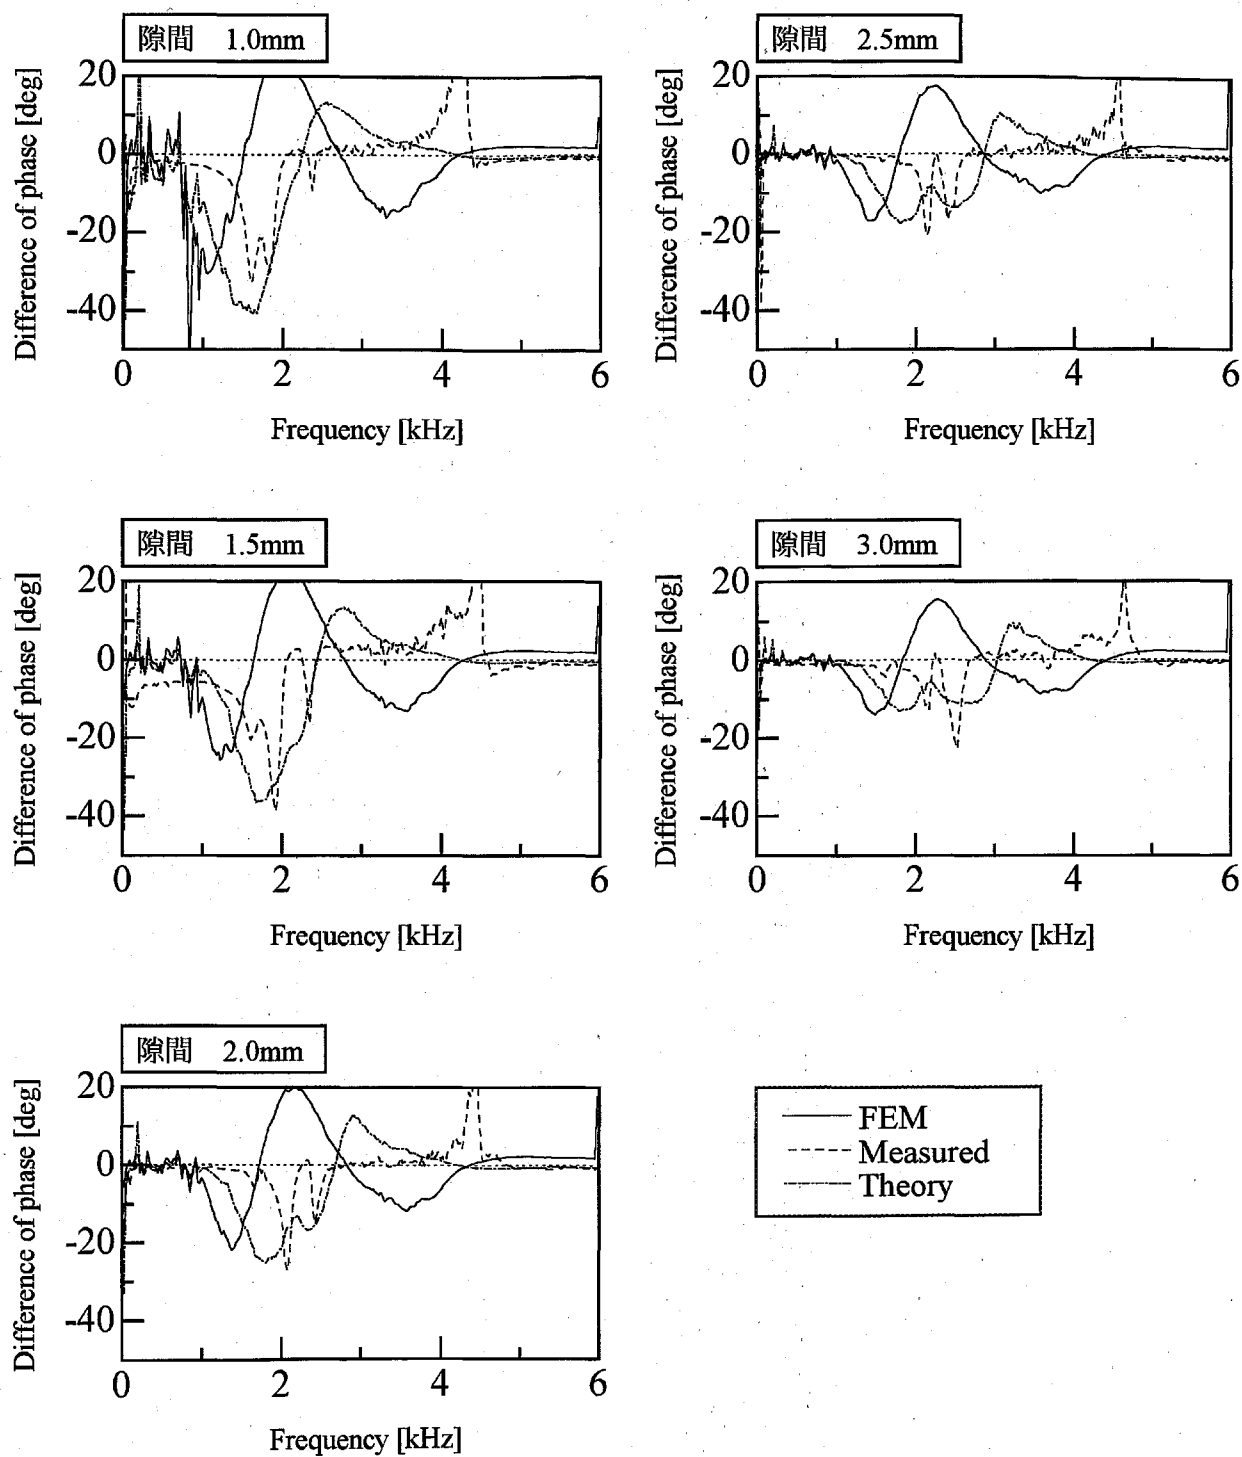 隙間 1.0mm
20
0
-20
-40
Difference of phase [deg]
0 2 4 6
Frequency [kHz]
隙間 2.5mm
20
0
-20
-40
Difference of phase [deg]
0 2 4 6
Frequency [kHz]
隙間 1.5mm
20
0
-20
-40
Difference of phase [deg]
0 2 4 6
Frequency [kHz]
隙間 3.0mm
20
0
-20
-40
Difference of phase [deg]
0 2 4 6
Frequency [kHz]
隙間 2.0mm
20
0
-20
-40
Difference of phase [deg]
0 2 4 6
Frequency [kHz]
FEM
Measured
Theory